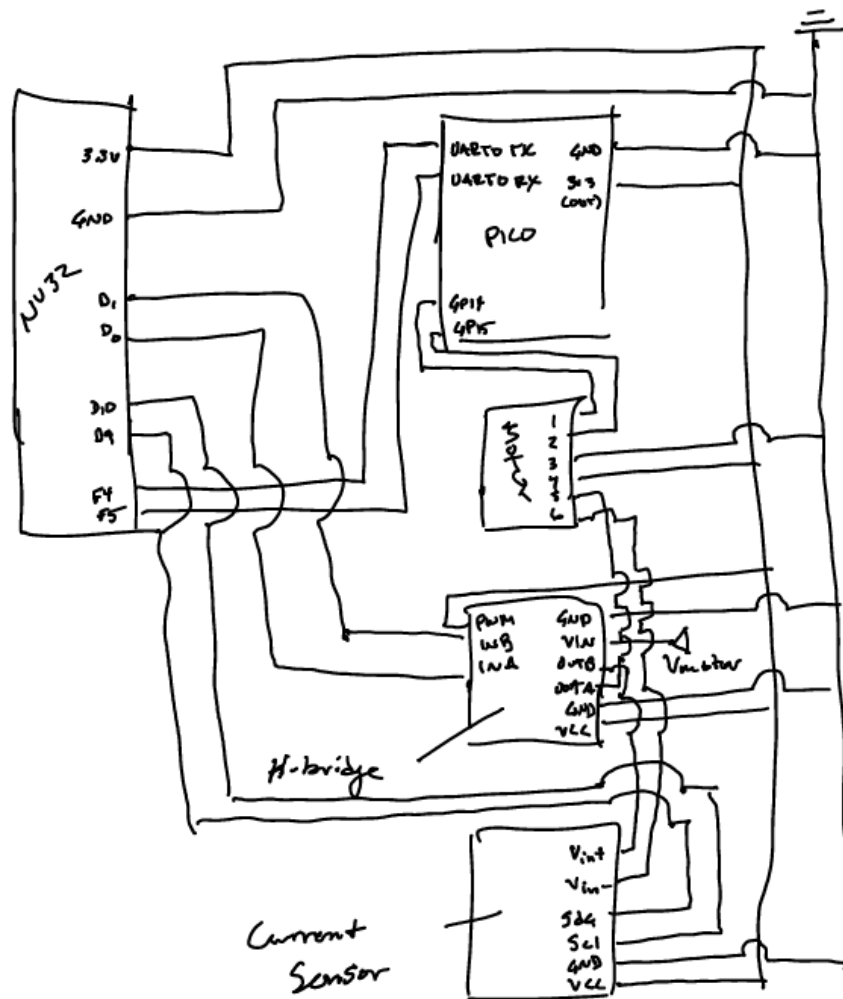 3.3V
GND
NU32
D1
D0
D10
D9
F4
F5
UART0 TX GND
UART0 RX 3.3
(out)
PICO
GP14
GP15
1
2
3
4
5
6
PWM GND
INB VIN
INA OUTB
OUTA
GND
VCC
Vmotor
H-bridge
Vin+
Vin-
Sda
Scl
GND
VCC
Current
Sensor